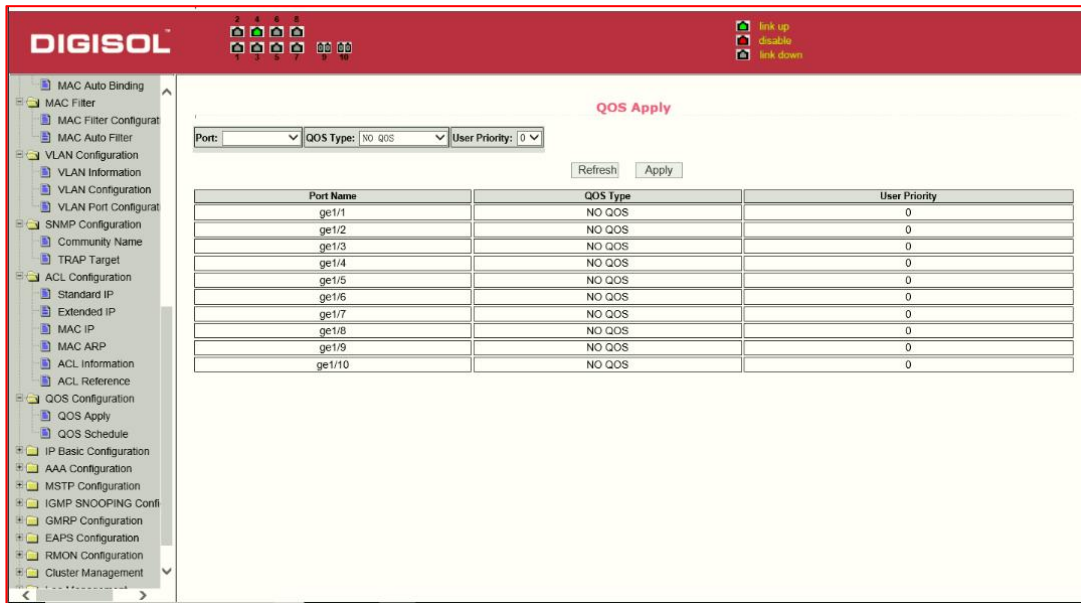 DIGISOL™
2 4 6 8
1 3 5 7 9 10
link up
disable
link down
MAC Auto Binding
MAC Filter
MAC Filter Configurat
MAC Auto Filter
VLAN Configuration
VLAN Information
VLAN Configuration
VLAN Port Configurat
SNMP Configuration
Community Name
TRAP Target
ACL Configuration
Standard IP
Extended IP
MAC IP
MAC ARP
ACL Information
ACL Reference
QOS Configuration
QOS Apply
QOS Schedule
IP Basic Configuration
AAA Configuration
MSTP Configuration
IGMP SNOOPING Confi
GMRP Configuration
EAPS Configuration
RMON Configuration
Cluster Management
QOS Apply
Port: QOS Type: NO QOS User Priority: 0
Refresh Apply
Port Name QOS Type User Priority
ge1/1 NO QOS 0
ge1/2 NO QOS 0
ge1/3 NO QOS 0
ge1/4 NO QOS 0
ge1/5 NO QOS 0
ge1/6 NO QOS 0
ge1/7 NO QOS 0
ge1/8 NO QOS 0
ge1/9 NO QOS 0
ge1/10 NO QOS 0